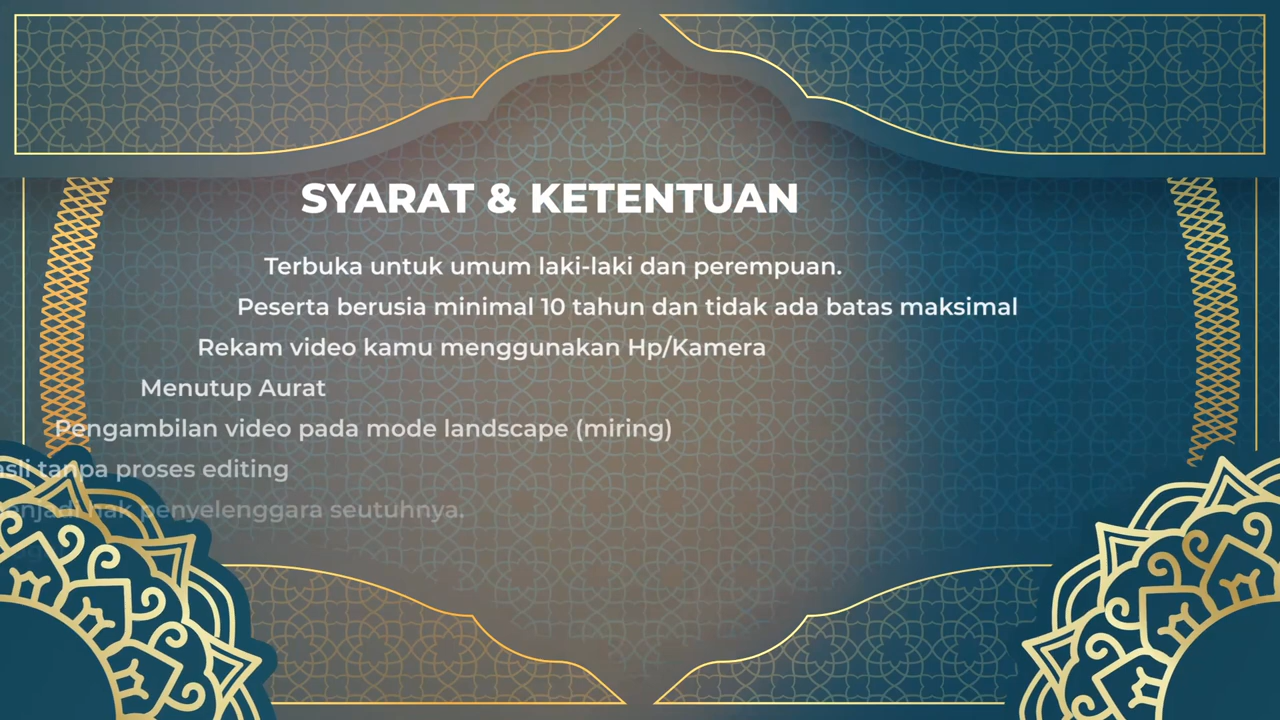 SYARAT & KETENTUAN
Terbuka untuk umum laki-laki dan perempuan.
Peserta berusia minimal 10 tahun dan tidak ada batas maksimal
Rekam video kamu menggunakan Hp/Kamera
Menutup Aurat
Pengambilan video pada mode landscape (miring)
tanpa proses editing
hak penyelenggara seutuhnya.